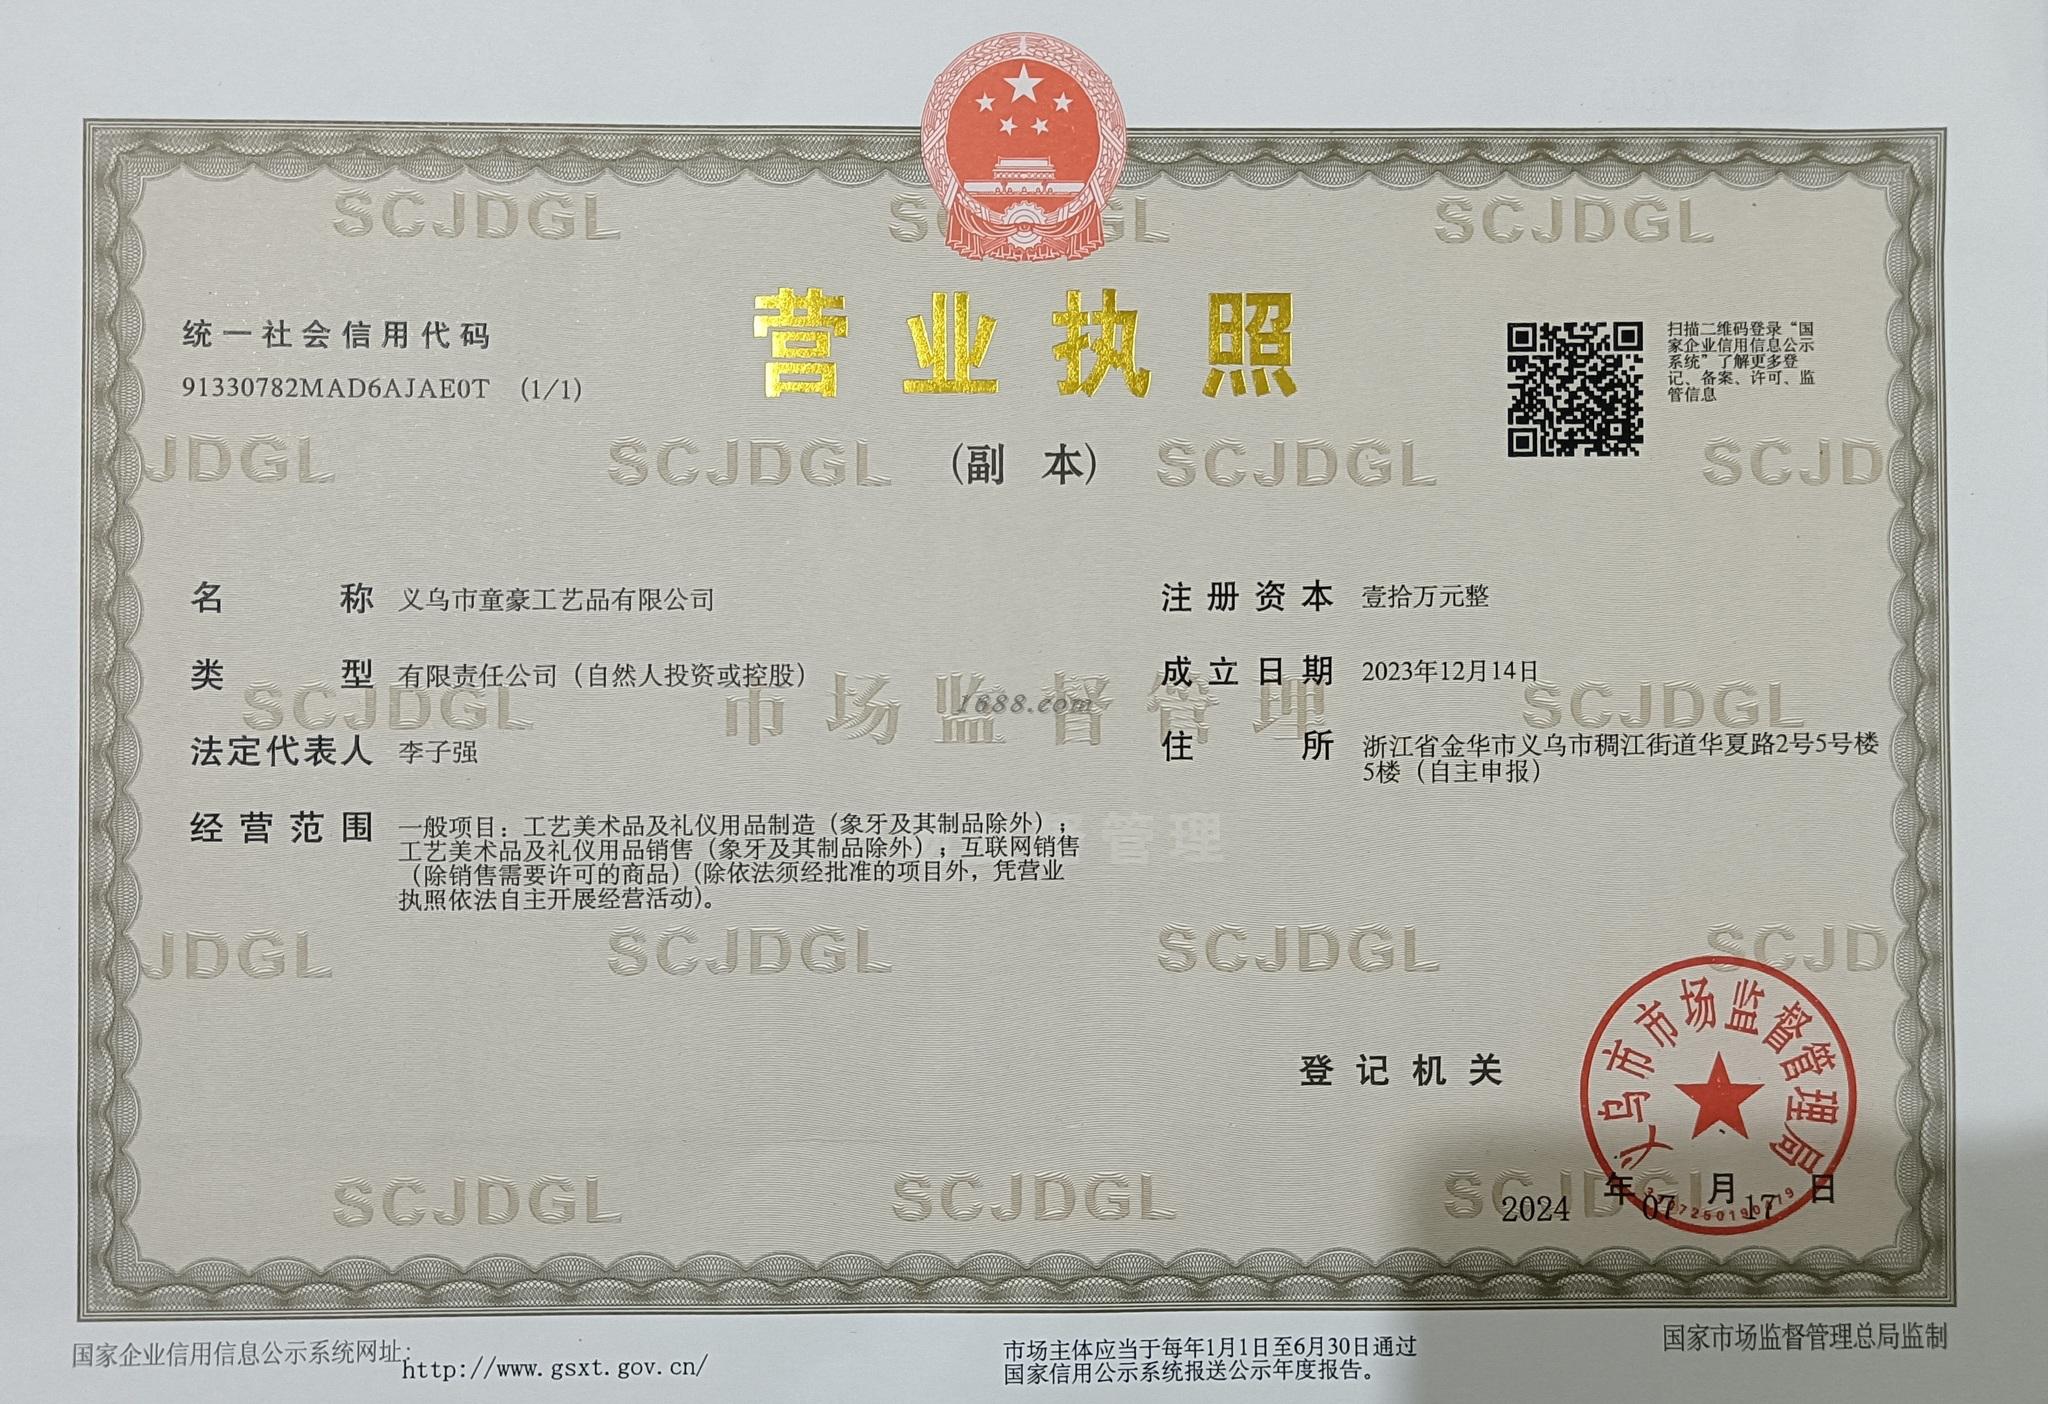 统一社会信用代码
91330782MAD6AJAE0T (1/1)
营业执照
(副 本)
扫描二维码登录“国
家企业信用信息公示
系统”了解更多登
记、备案、许可、监
管信息
名 称 义乌市童豪工艺品有限公司
类 型 有限责任公司（自然人投资或控股）
法定代表人 李子强
经营范围 一般项目：工艺美术品及礼仪用品制造（象牙及其制品除外）；
工艺美术品及礼仪用品销售（象牙及其制品除外）；互联网销售
（除销售需要许可的商品）(除依法须经批准的项目外，凭营业
执照依法自主开展经营活动)。
注册资本 壹拾万元整
成立日期 2023年12月14日
住 所 浙江省金华市义乌市稠江街道华夏路2号5号楼
5楼（自主申报）
市场监督管理
1688.com
SCJDGL
登记机关
义乌市市场监督管理局
2024 年 07 月 17 日
国家企业信用信息公示系统网址:
http://www.gsxt.gov.cn/
市场主体应当于每年1月1日至6月30日通过
国家信用公示系统报送公示年度报告。
国家市场监督管理总局监制